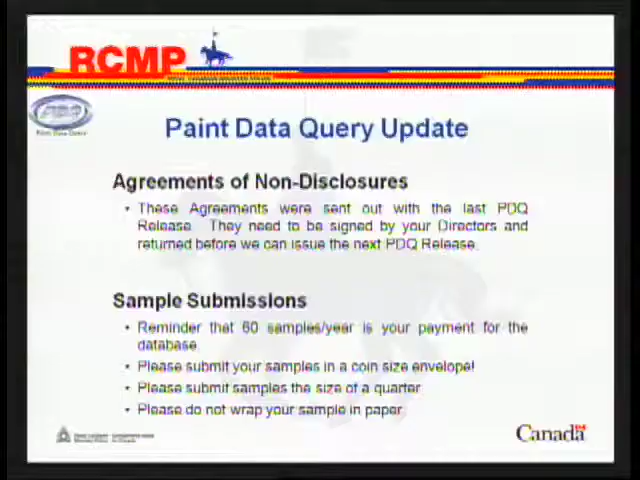 RCMP
Paint Data Query
Paint Data Query Update
Agreements of Non-Disclosures
• These Agreements were sent out with the last PDQ
Release. They need to be signed by your Directors and
returned before we can issue the next PDQ Release.
Sample Submissions
• Reminder that 60 samples/year is your payment for the
database.
• Please submit your samples in a coin size envelope!
• Please submit samples the size of a quarter
• Please do not wrap your sample in paper
Canada